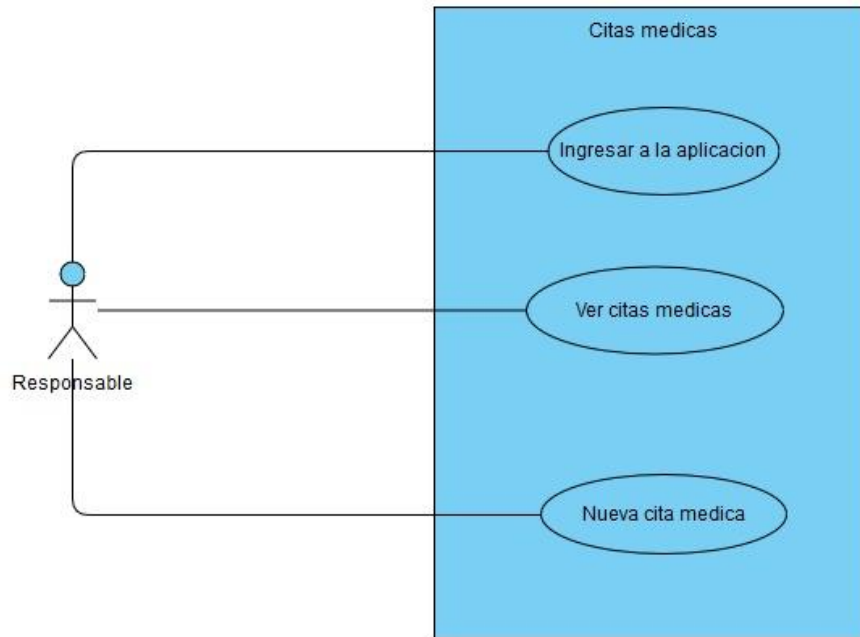 Citas medicas
Ingresar a la aplicacion
Ver citas medicas
Responsable
Nueva cita medica